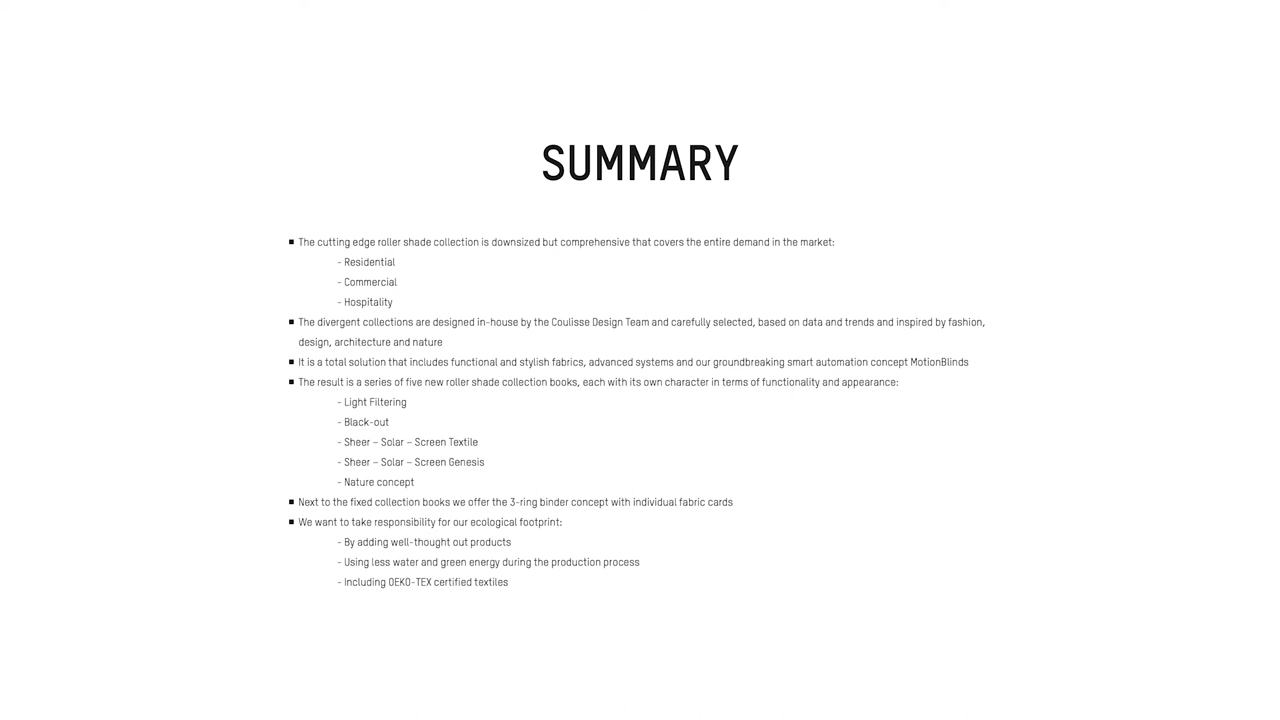 SUMMARY
▪ The cutting edge roller shade collection is downsized but comprehensive that covers the entire demand in the market:
- Residential
- Commercial
- Hospitality
▪ The divergent collections are designed in-house by the Coulisse Design Team and carefully selected, based on data and trends and inspired by fashion,
design, architecture and nature
▪ It is a total solution that includes functional and stylish fabrics, advanced systems and our groundbreaking smart automation concept MotionBlinds
▪ The result is a series of five new roller shade collection books, each with its own character in terms of functionality and appearance:
- Light Filtering
- Black-out
- Sheer – Solar – Screen Textile
- Sheer – Solar – Screen Genesis
- Nature concept
▪ Next to the fixed collection books we offer the 3-ring binder concept with individual fabric cards
▪ We want to take responsibility for our ecological footprint:
- By adding well-thought out products
- Using less water and green energy during the production process
- Including OEKO-TEX certified textiles